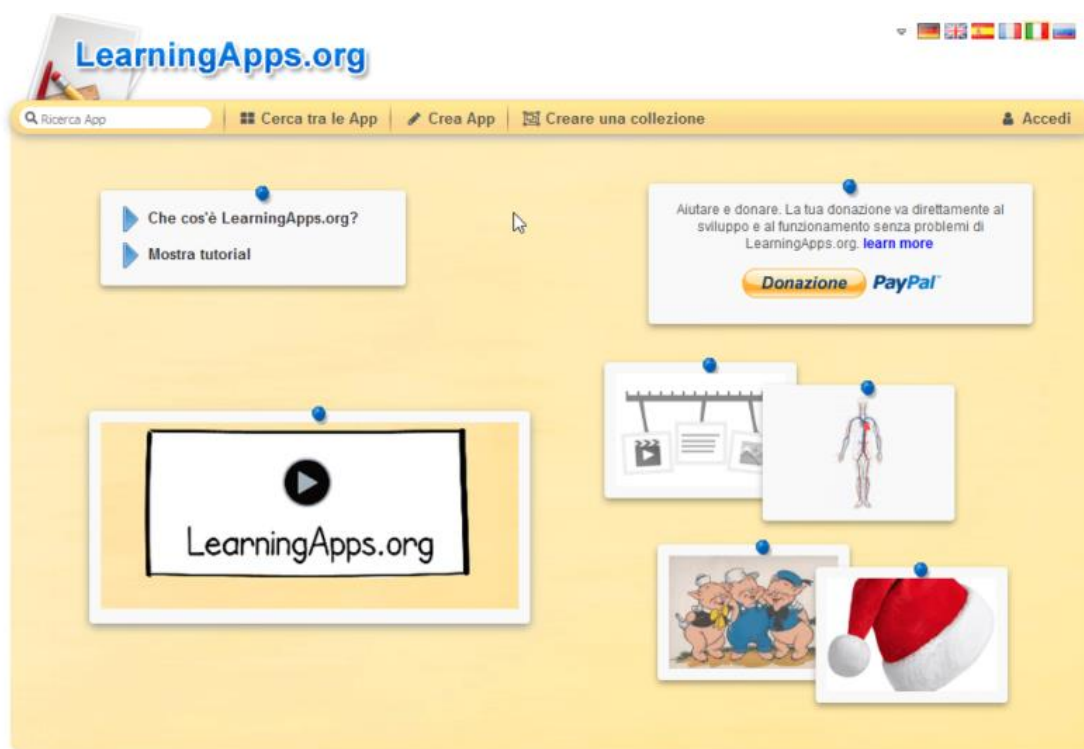 LearningApps.org
Ricerca App
Cerca tra le App
Crea App
Creare una collezione
Accedi
Che cos'è LearningApps.org?
Mostra tutorial
Aiutare e donare. La tua donazione va direttamente al
sviluppo e al funzionamento senza problemi di
LearningApps.org. learn more
Donazione PayPal
LearningApps.org